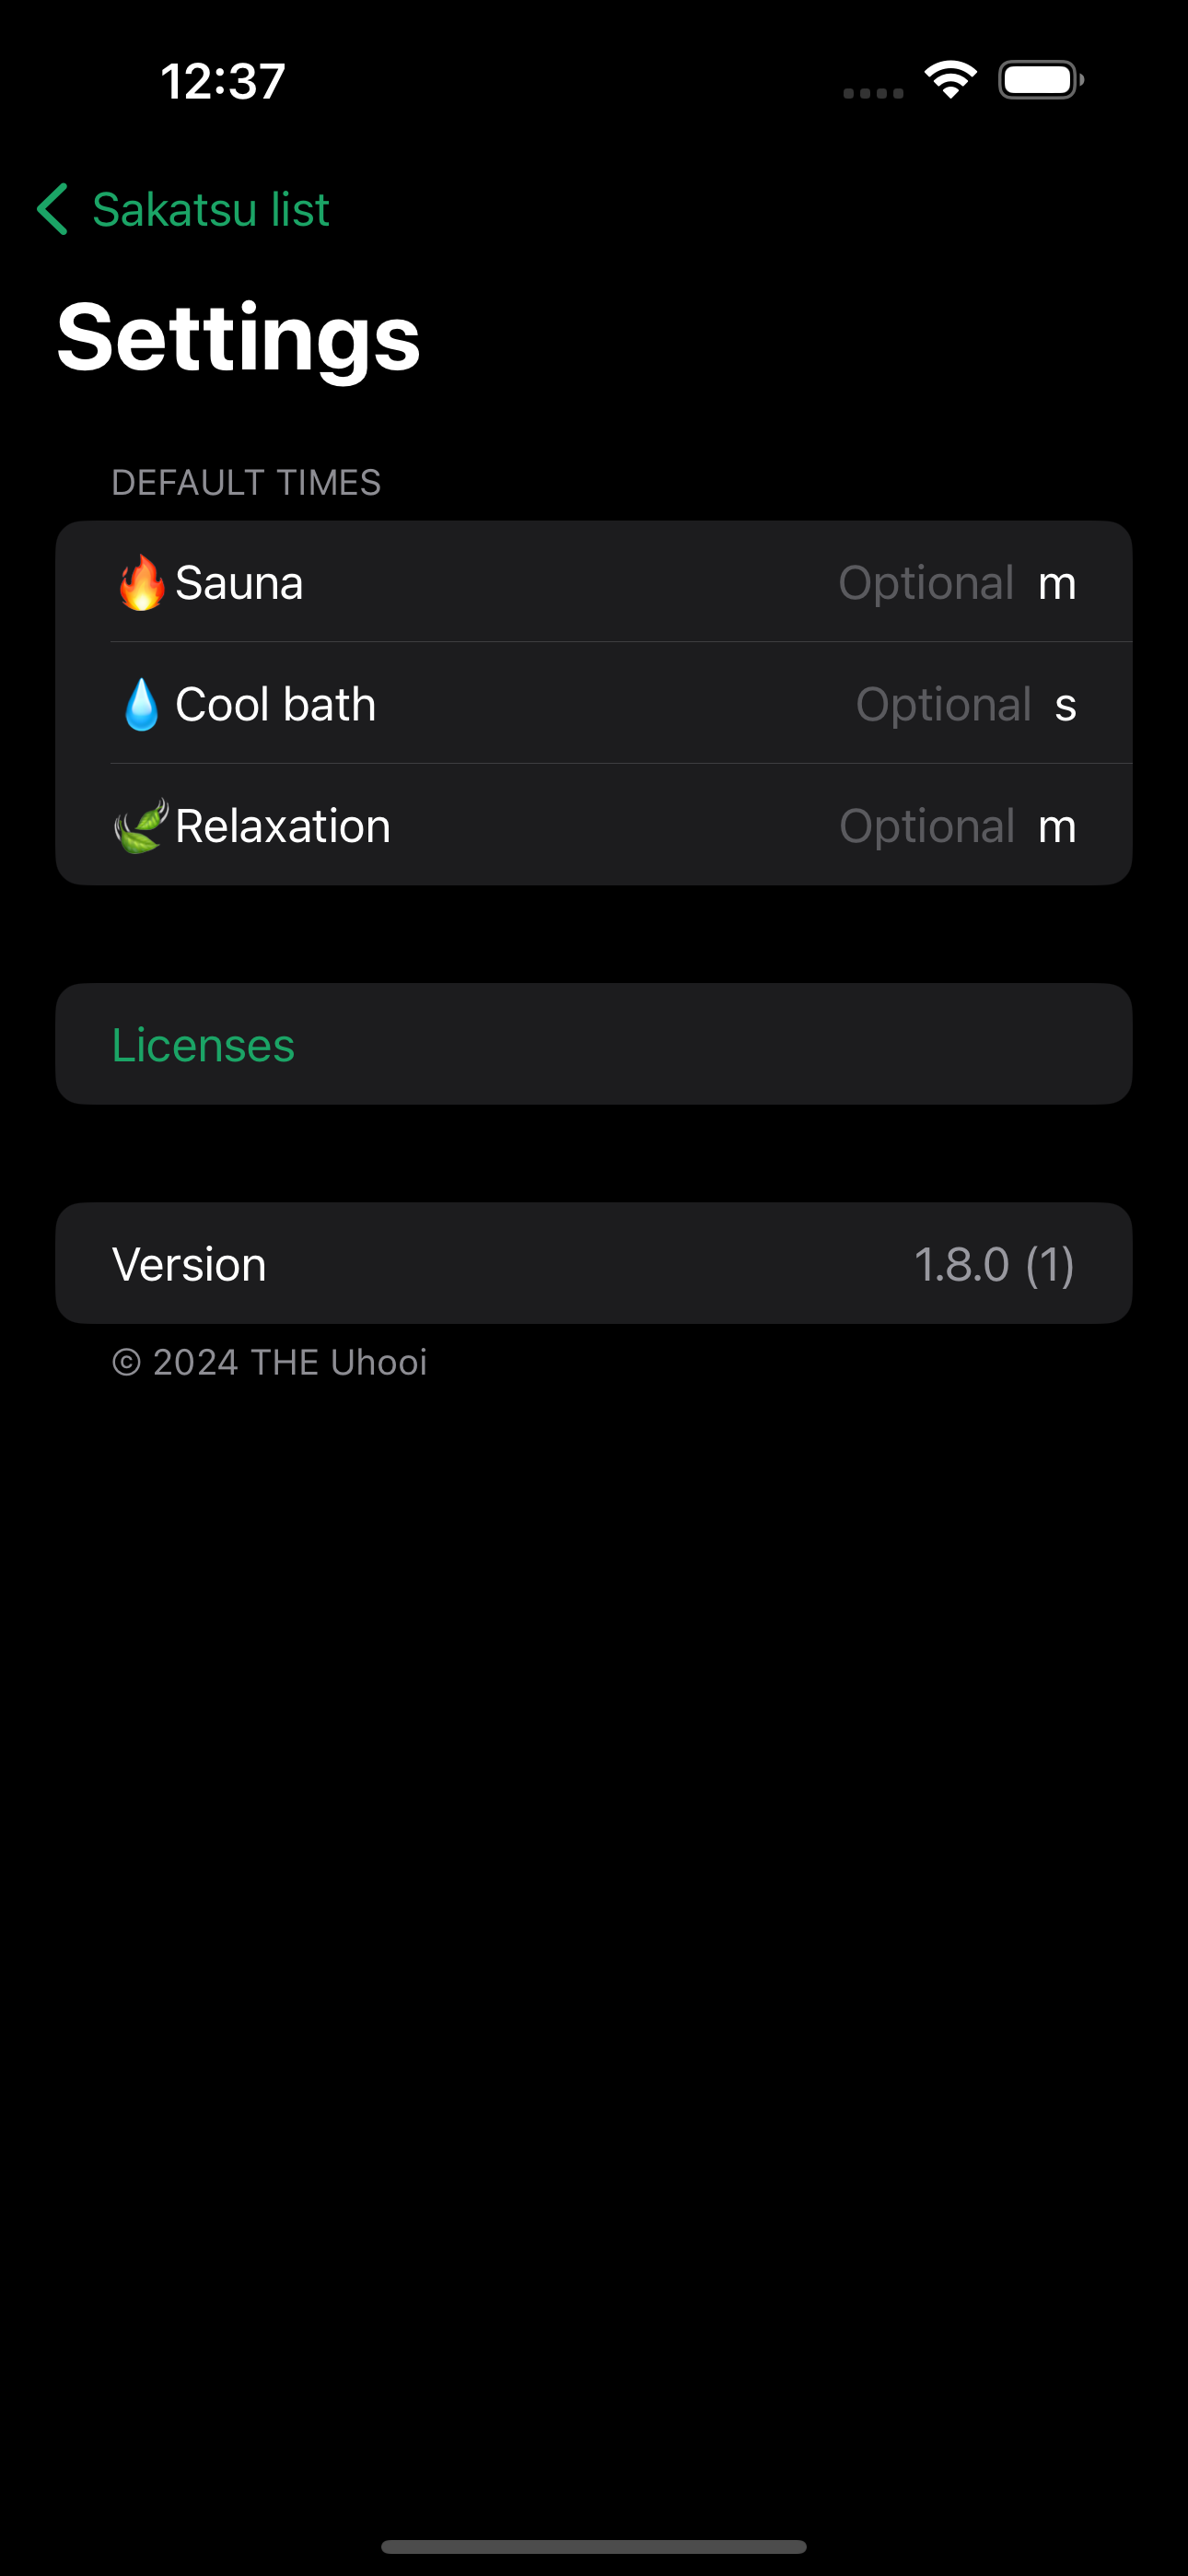 12:37
Sakatsu list
Settings
DEFAULT TIMES
🔥Sauna Optional m
💧Cool bath Optional s
🍃Relaxation Optional m
Licenses
Version 1.8.0 (1)
© 2024 THE Uhooi